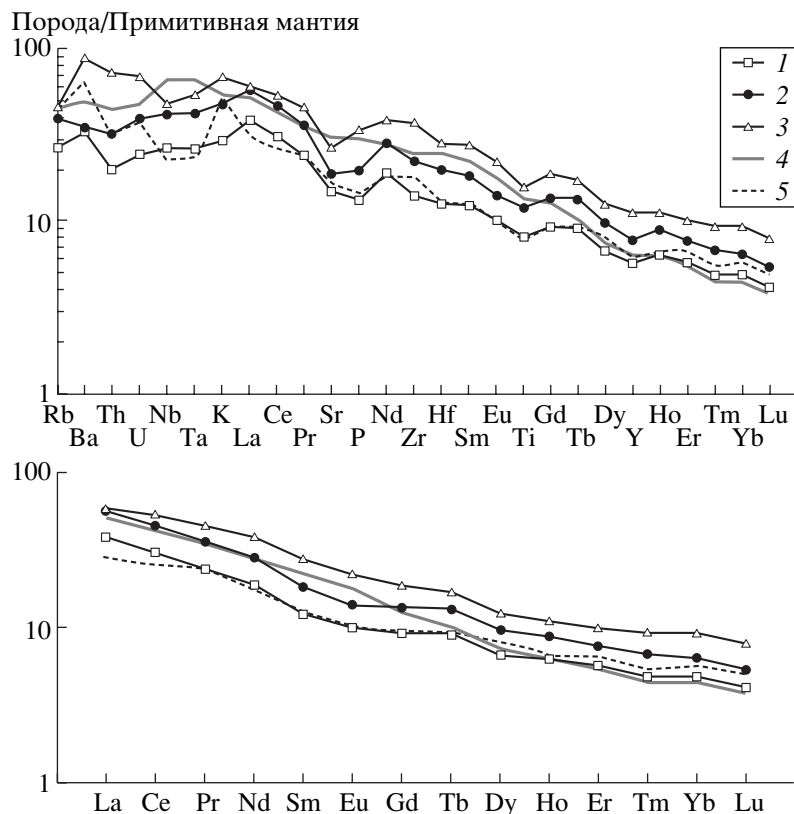 Порода/Примитивная мантия
100
1
2
3
4
5
10
1
Rb Th Nb K Ce Sr Nd Hf Eu Gd Dy Ho Tm Lu
Ba U Ta La Pr P Zr Sm Ti Tb Y Er Yb
100
10
1
La Ce Pr Nd Sm Eu Gd Tb Dy Ho Er Tm Yb Lu